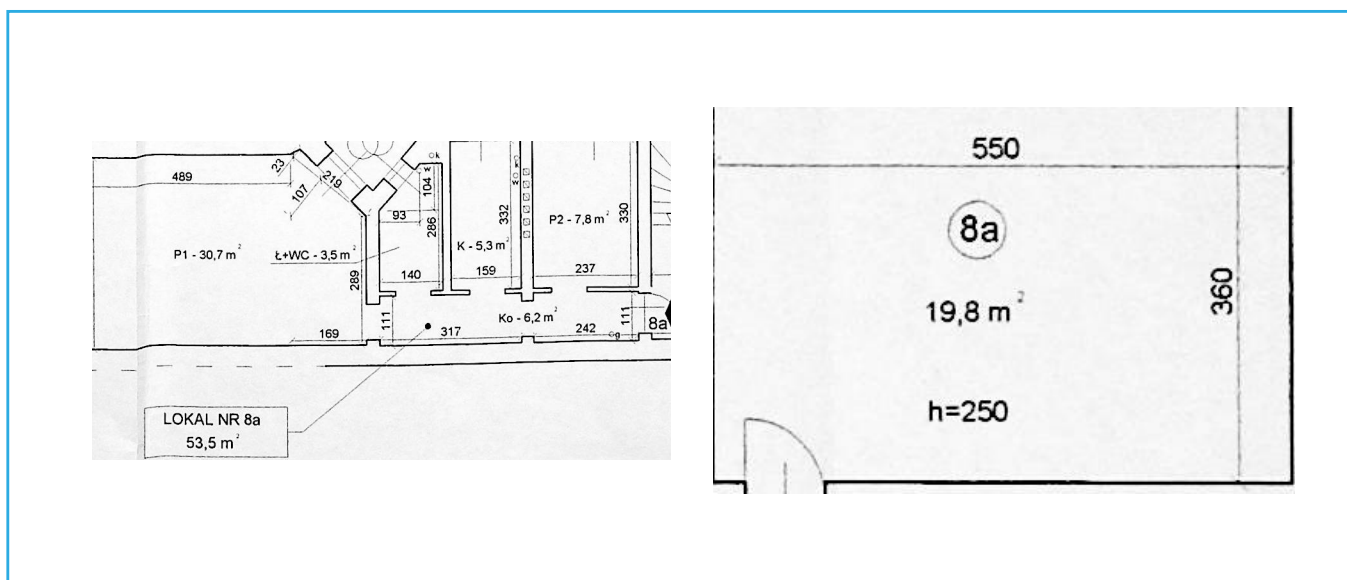 k
w
23
489
107
219
104
93
286
332
k
w
330
P2 - 7,8 m²
P1 - 30,7 m²
Ł+WC - 3,5 m²
K - 5,3 m²
289
140
159
237
111
Ko - 6,2 m²
111
8a
169
317
242
g
LOKAL NR 8a
53,5 m²
550
8a
19,8 m²
360
h=250